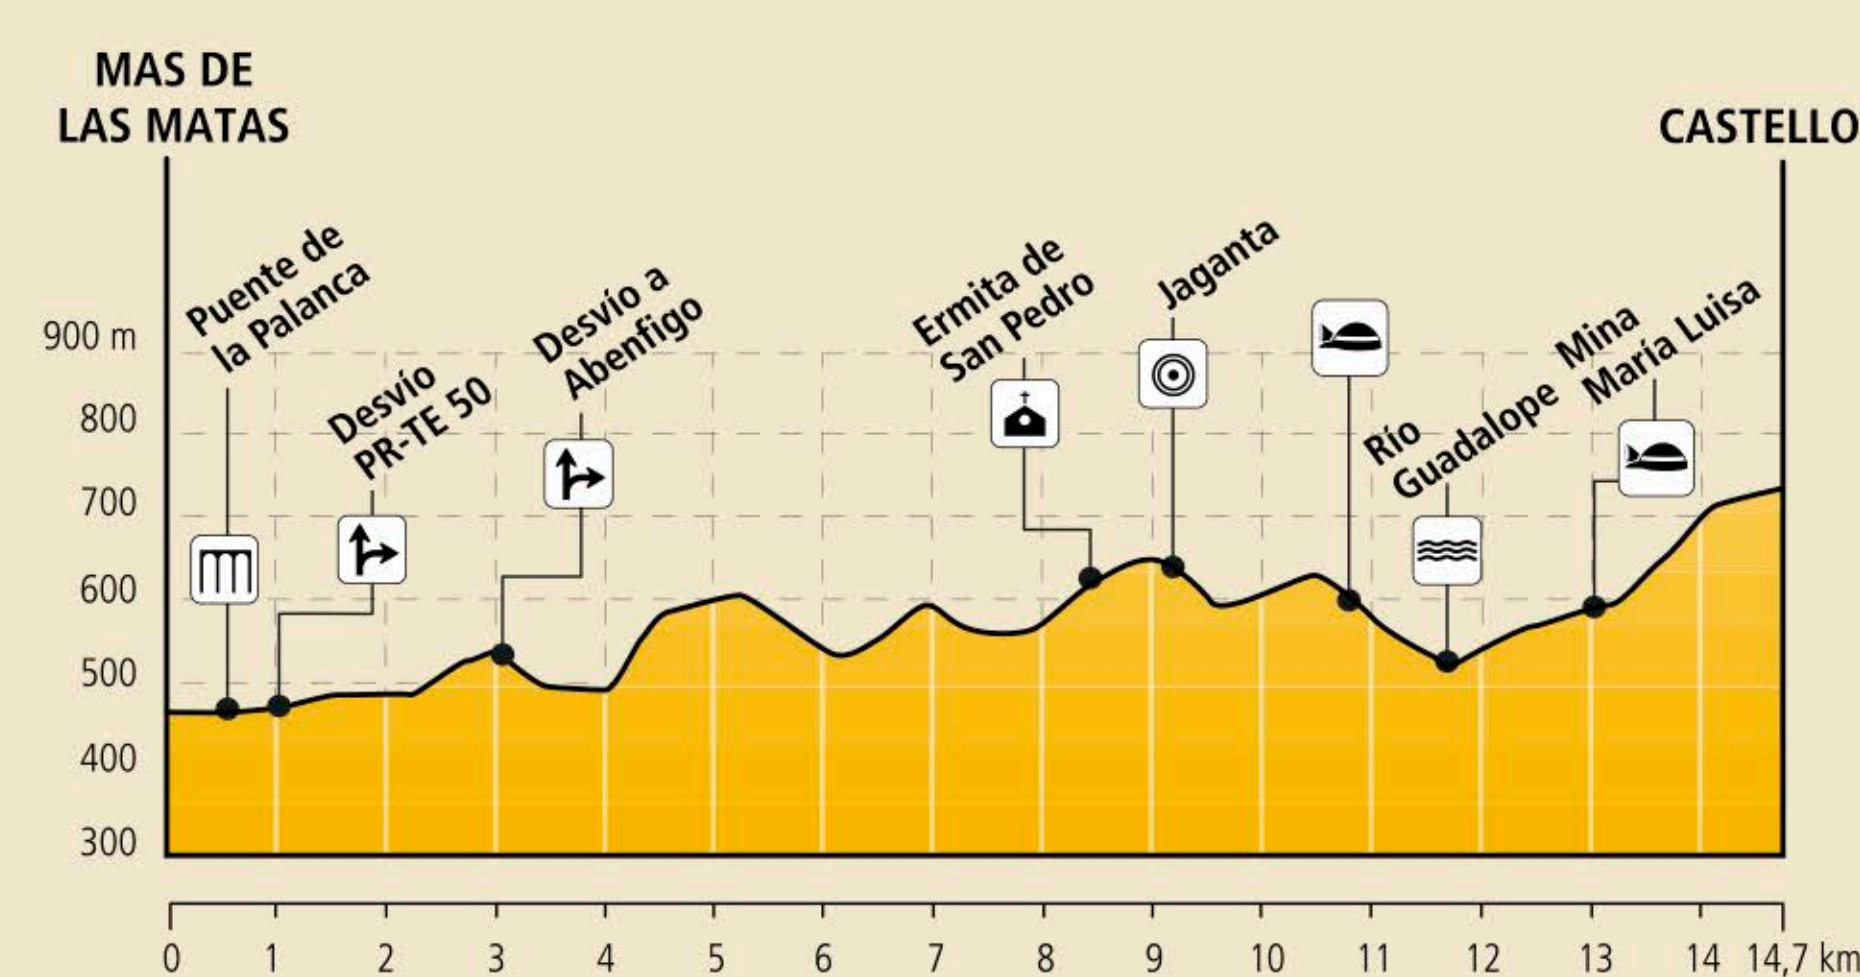 MAS DE
LAS MATAS
CASTELLO
Puente de
la Palanca
Desvío
PR-TE 50
Desvío a
Abenfigo
Ermita de
San Pedro
Jaganta
Río
Guadalope
Mina
María Luisa
900 m
800
700
600
500
400
300
0 1 2 3 4 5 6 7 8 9 10 11 12 13 14 14,7 km